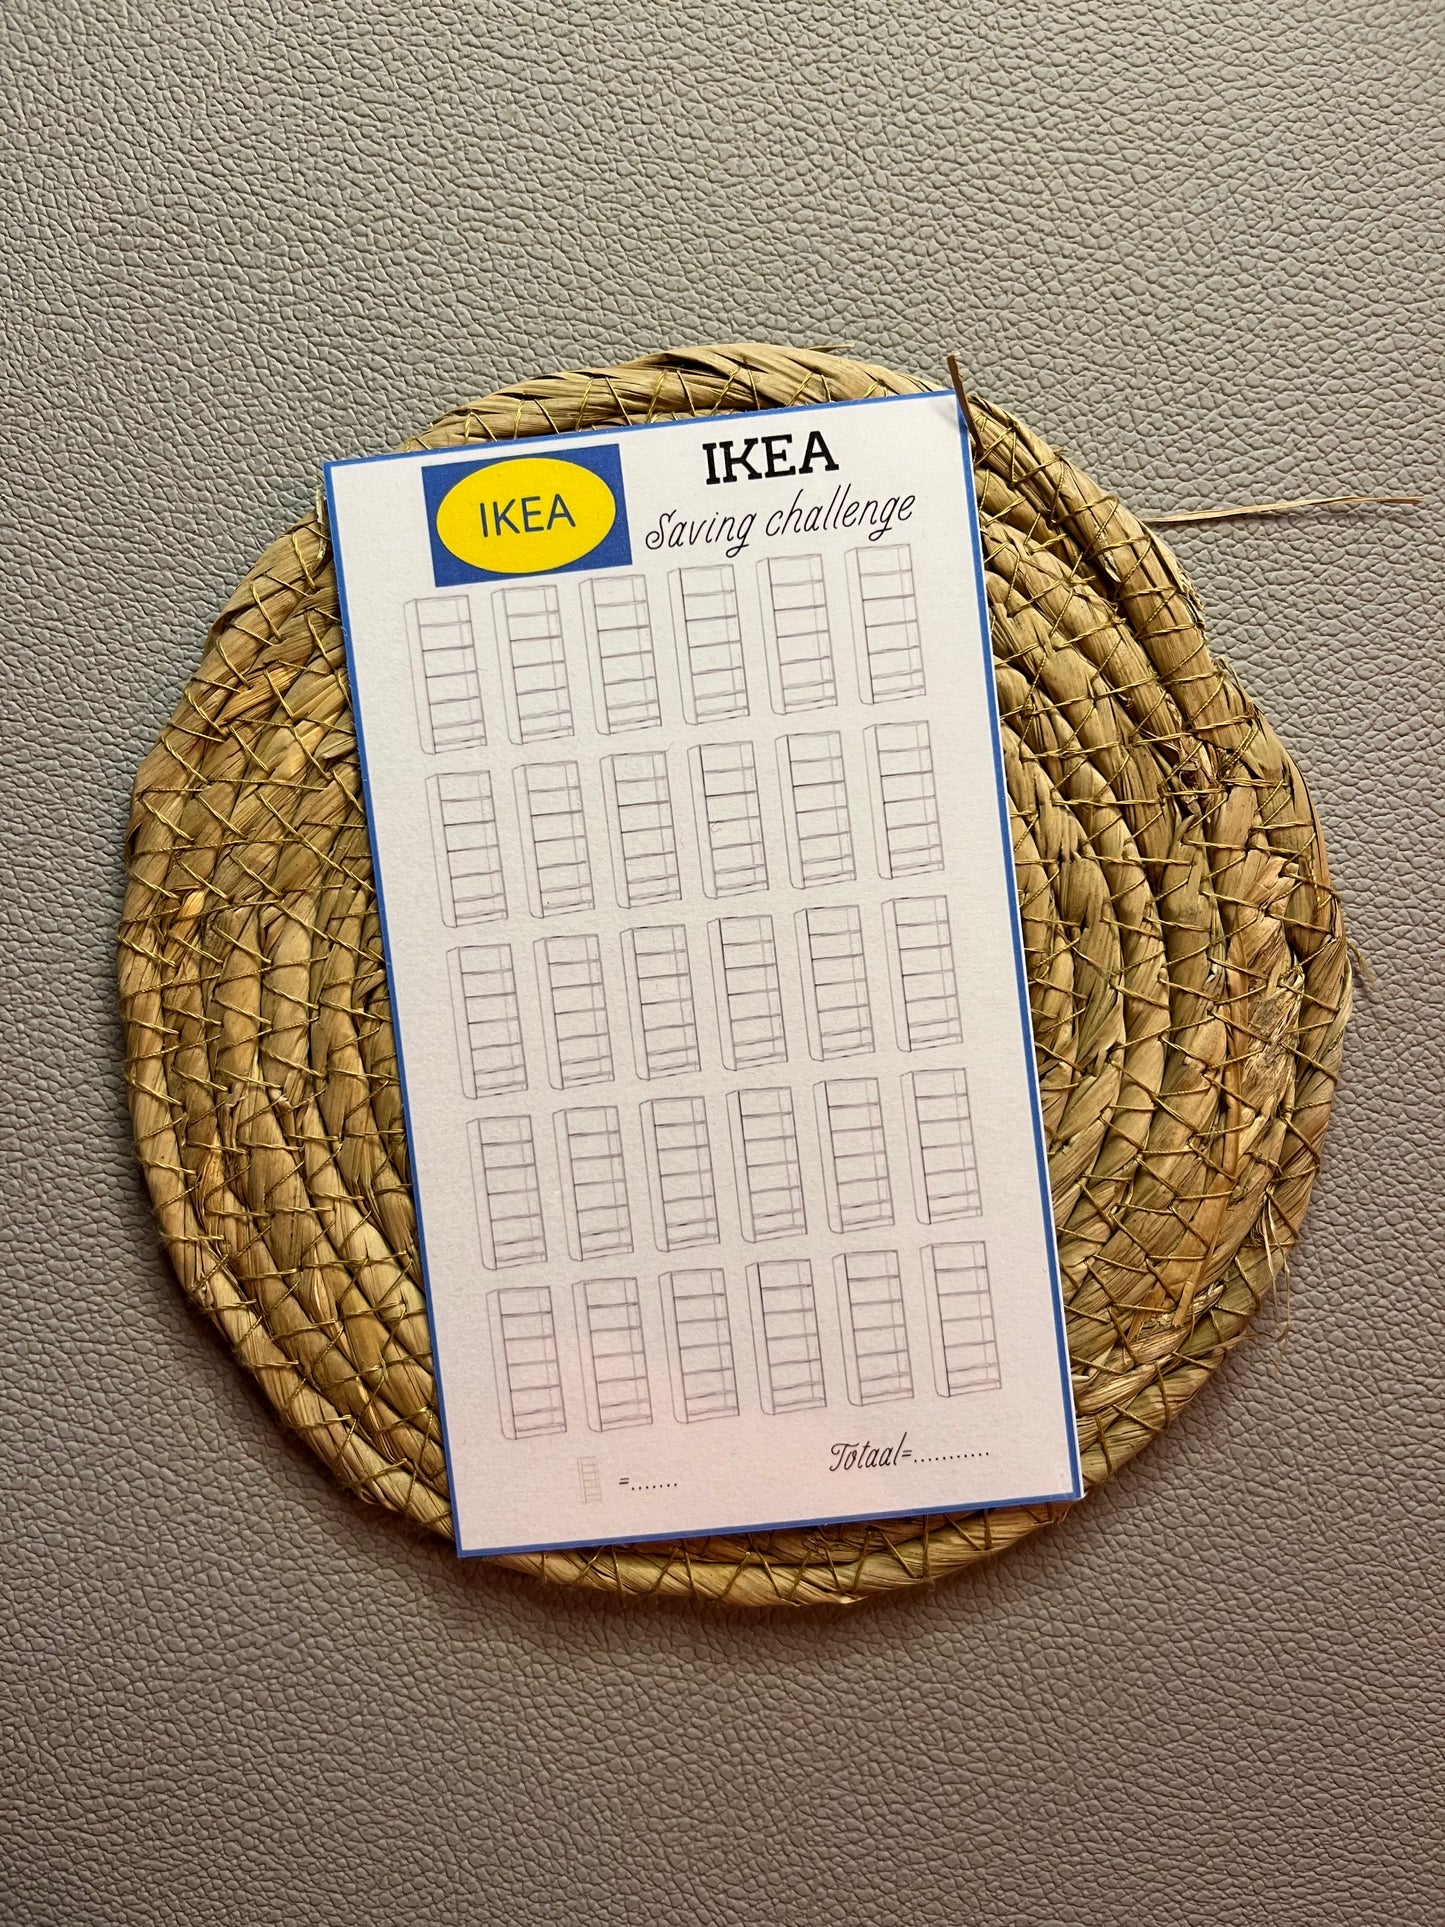 IKEA
IKEA
Saving challenge
=.......
Totaal=...........